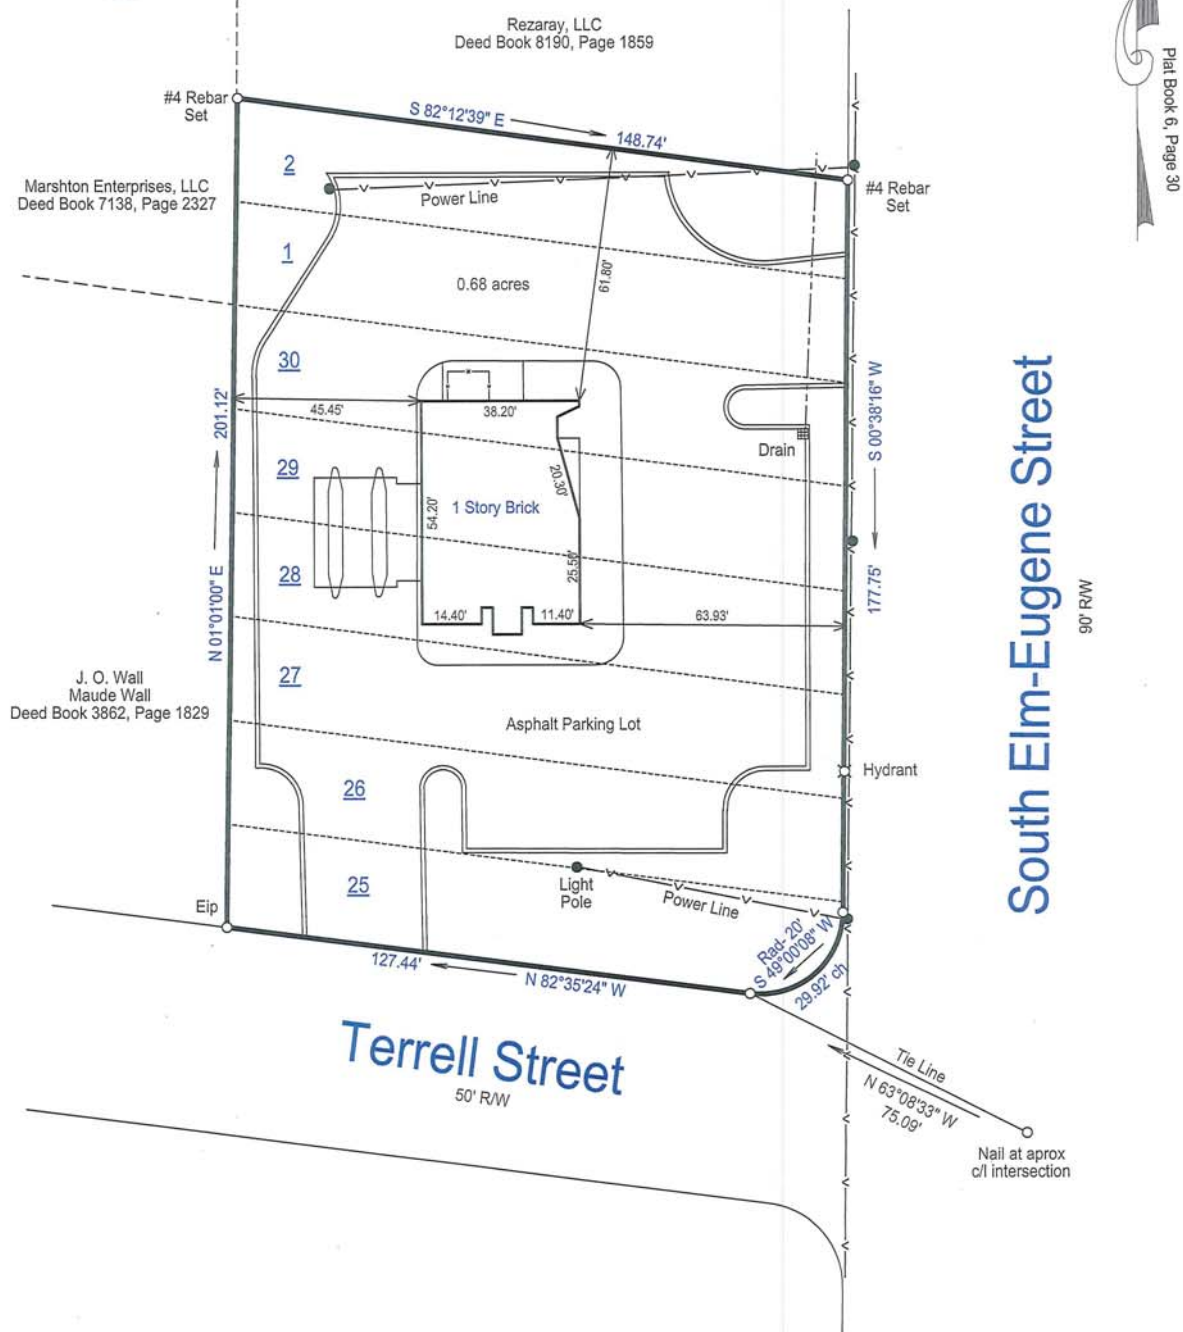 Rezaray, LLC
Deed Book 8190, Page 1859
Plat Book 6, Page 30
#4 Rebar
Set
S 82°12'39" E
148.74'
2
Marshton Enterprises, LLC
Deed Book 7138, Page 2327
Power Line
#4 Rebar
Set
1
0.68 acres
61.80'
30
45.45'
38.20'
201.12'
S 00°38'16" W
Drain
29
20.30'
54.20'
1 Story Brick
South Elm-Eugene Street
90' R/W
28
25.50'
177.75'
N 01°01'00" E
14.40'
11.40'
63.93'
27
J. O. Wall
Maude Wall
Deed Book 3862, Page 1829
Asphalt Parking Lot
Hydrant
26
25
Light
Pole
Power Line
Eip
Rad- 20'
S 49°00'08" W
29.92' ch
127.44'
N 82°35'24" W
Terrell Street
50' R/W
Tie Line
N 63°08'33" W
75.09'
Nail at aprox
c/l intersection